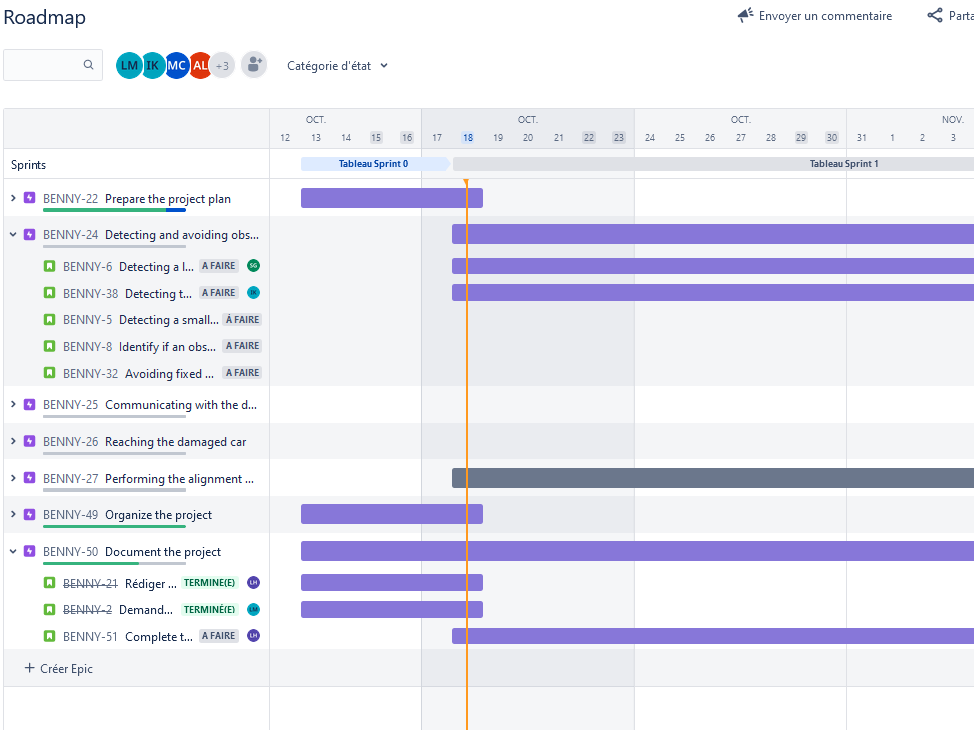 Roadmap
Envoyer un commentaire
Parta
LM IK MC AL +3
Catégorie d'état
OCT. OCT. OCT. NOV.
12 13 14 15 16 17 18 19 20 21 22 23 24 25 26 27 28 29 30 31 1 2 3
Sprints Tableau Sprint 0 Tableau Sprint 1
BENNY-22 Prepare the project plan
BENNY-24 Detecting and avoiding obs...
BENNY-6 Detecting a l... À FAIRE SG
BENNY-38 Detecting t... À FAIRE IK
BENNY-5 Detecting a small... À FAIRE
BENNY-8 Identify if an obs... À FAIRE
BENNY-32 Avoiding fixed ... À FAIRE
BENNY-25 Communicating with the d...
BENNY-26 Reaching the damaged car
BENNY-27 Performing the alignment ...
BENNY-49 Organize the project
BENNY-50 Document the project
BENNY-21 Rédiger ... TERMINÉ(E) LH
BENNY-2 Demand... TERMINÉ(E) LM
BENNY-51 Complete t... À FAIRE LH
+ Créer Epic